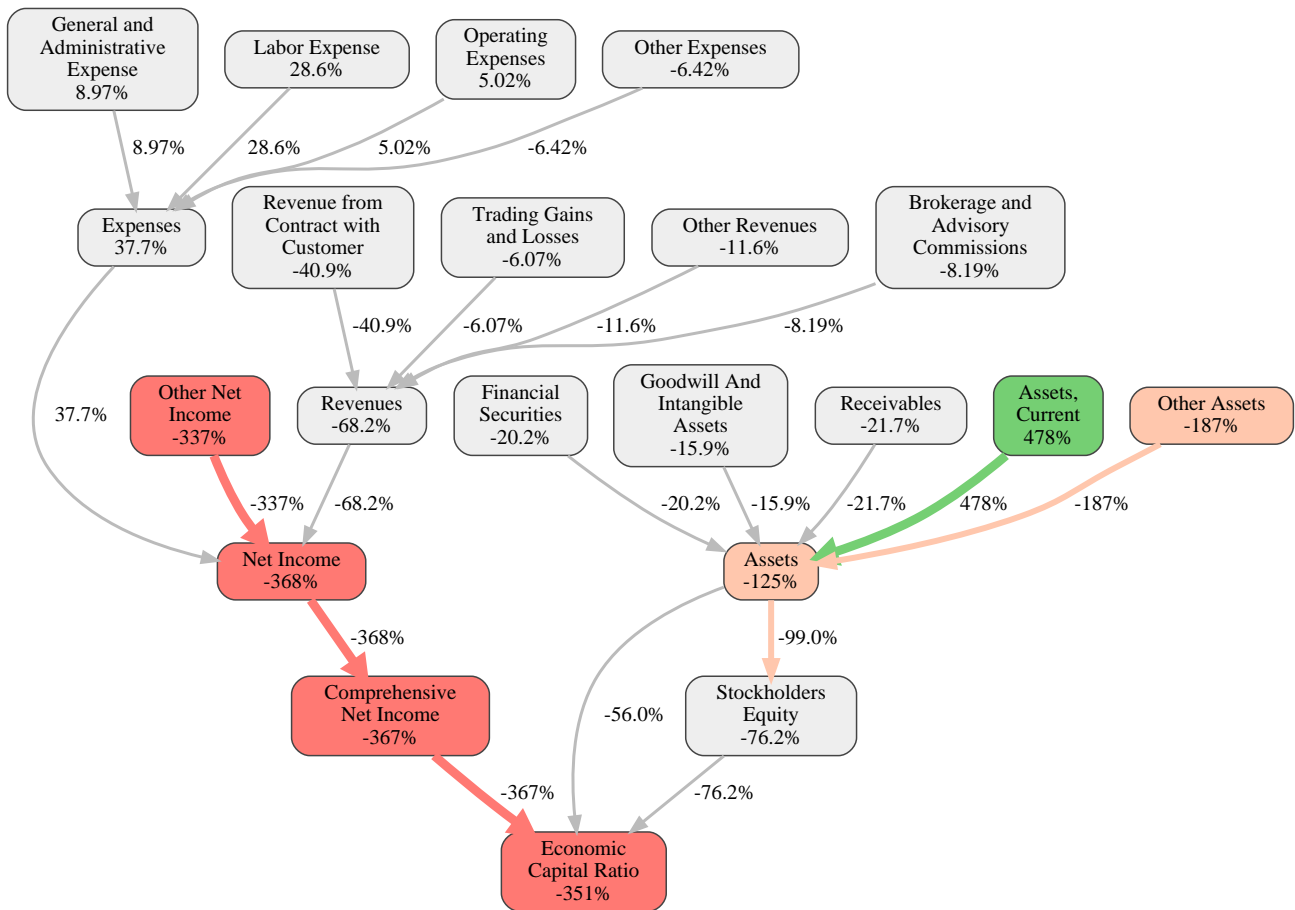 General and
Administrative
Expense
8.97%
Labor Expense
28.6%
Operating
Expenses
5.02%
Other Expenses
-6.42%
8.97%
28.6%
5.02%
-6.42%
Expenses
37.7%
Revenue from
Contract with
Customer
-40.9%
Trading Gains
and Losses
-6.07%
Other Revenues
-11.6%
Brokerage and
Advisory
Commissions
-8.19%
-40.9%
-6.07%
-11.6%
-8.19%
Other Net
Income
-337%
Revenues
-68.2%
Financial
Securities
-20.2%
Goodwill And
Intangible
Assets
-15.9%
Receivables
-21.7%
Assets,
Current
478%
Other Assets
-187%
37.7%
-337%
-68.2%
-20.2%
-15.9%
-21.7%
478%
-187%
Net Income
-368%
Assets
-125%
-368%
-99.0%
Comprehensive
Net Income
-367%
-56.0%
Stockholders
Equity
-76.2%
-367%
-76.2%
Economic
Capital Ratio
-351%